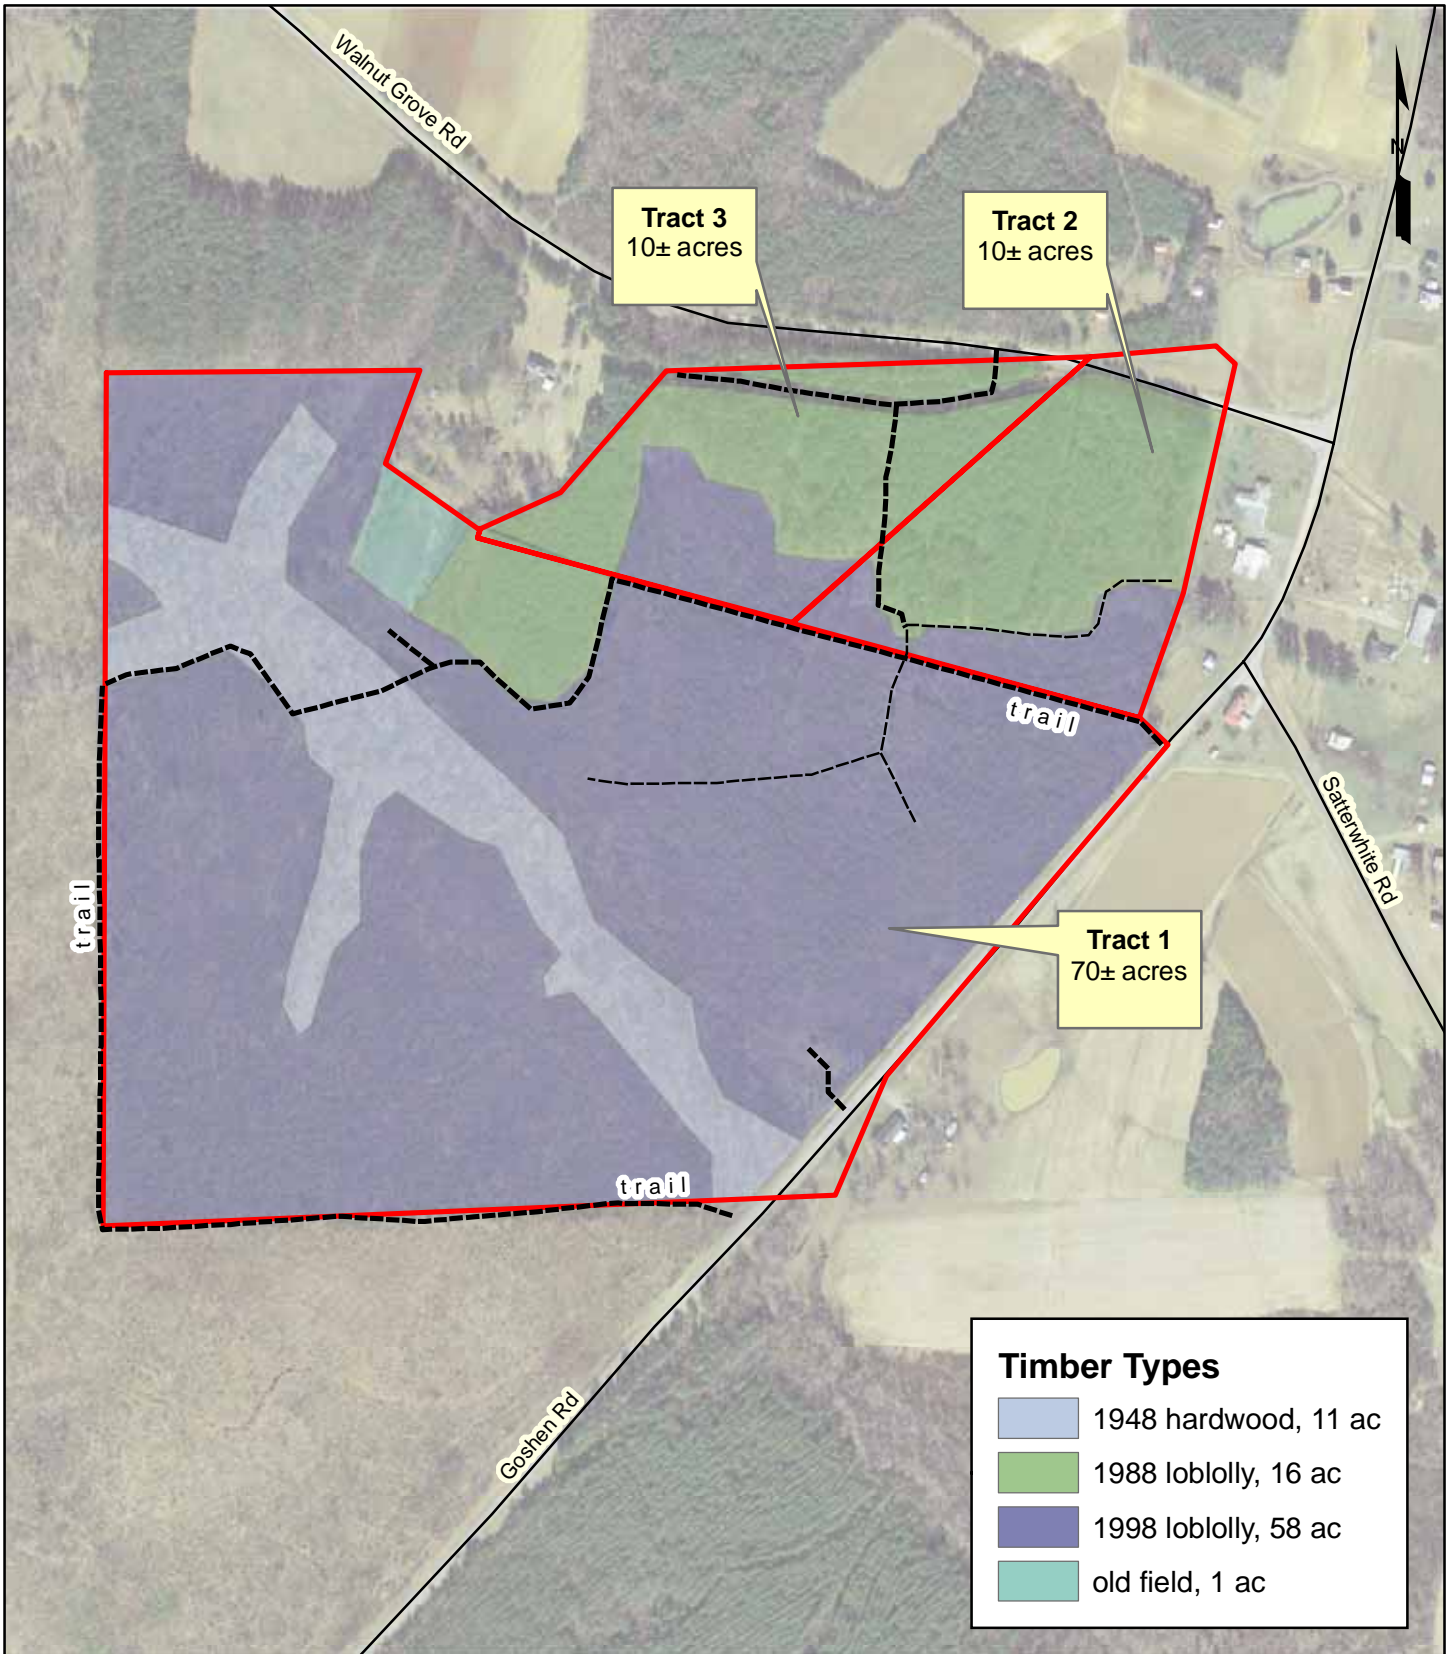 Walnut Grove Rd
N
Tract 3
10± acres
Tract 2
10± acres
trail
Satterwhite Rd
trail
Tract 1
70± acres
trail
Goshen Rd
Timber Types
1948 hardwood, 11 ac
1988 loblolly, 16 ac
1998 loblolly, 58 ac
old field, 1 ac